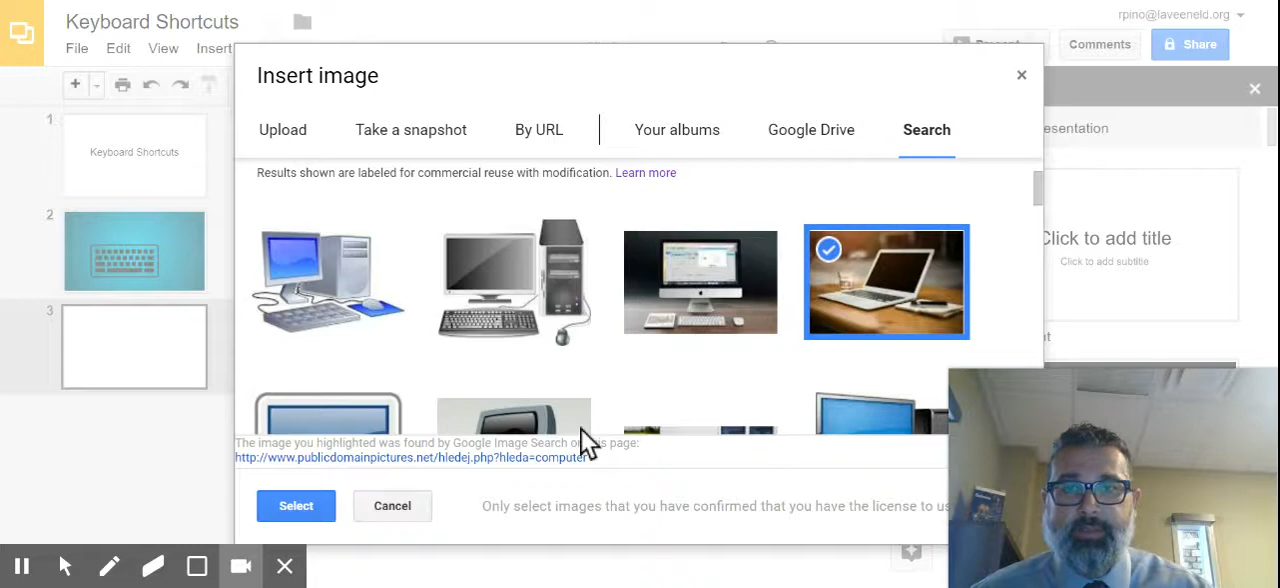 Keyboard Shortcuts
rpino@laveeneld.org
File Edit View Insert
Comments
Share
Insert image
Upload Take a snapshot By URL Your albums Google Drive Search
Results shown are labeled for commercial reuse with modification. Learn more
1
Keyboard Shortcuts
2
3
Click to add title
Click to add subtitle
The image you highlighted was found by Google Image Search on this page:
http://www.publicdomainpictures.net/hledej.php?hleda=computer
Select Cancel Only select images that you have confirmed that you have the license to